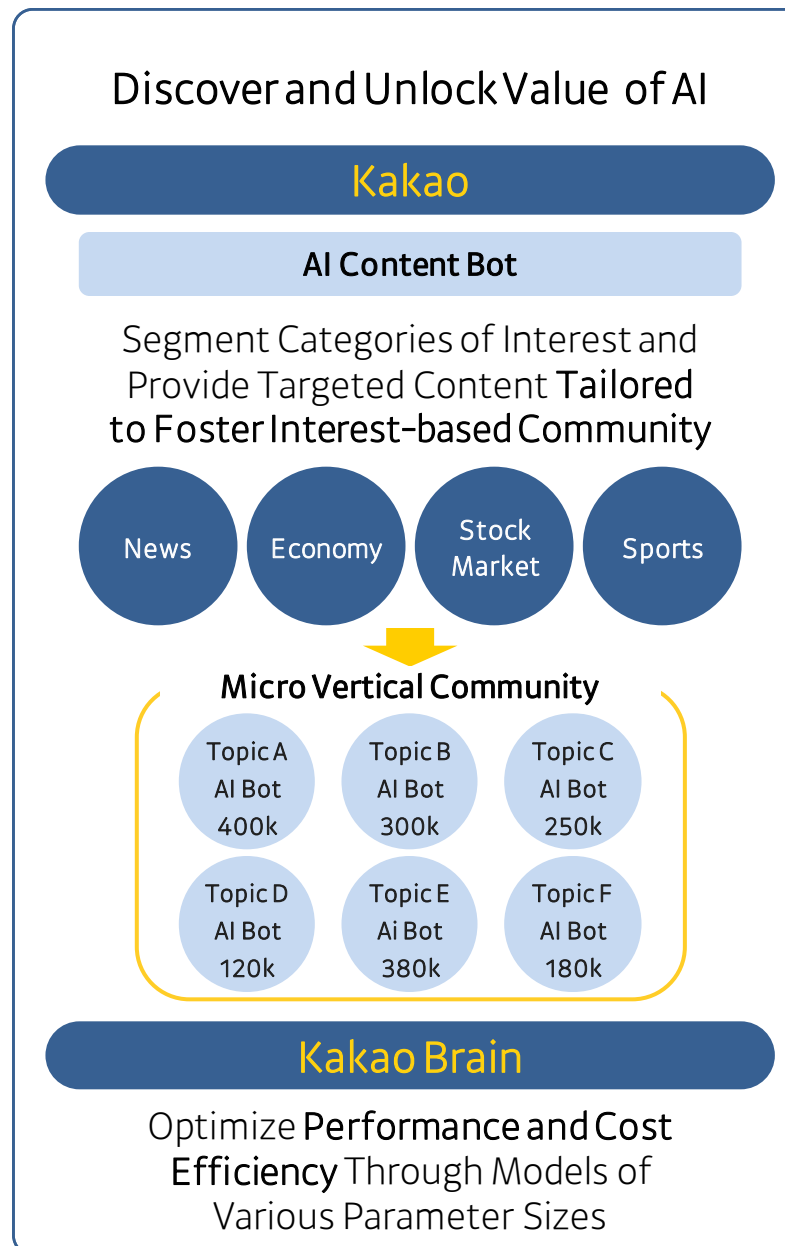 Discover and Unlock Value of AI
Kakao
AI Content Bot
Segment Categories of Interest and
Provide Targeted Content Tailored
to Foster Interest-based Community
News
Economy
Stock
Market
Sports
Micro Vertical Community
Topic A
AI Bot
400k
Topic B
AI Bot
300k
Topic C
AI Bot
250k
Topic D
AI Bot
120k
Topic E
Ai Bot
380k
Topic F
AI Bot
180k
Kakao Brain
Optimize Performance and Cost
Efficiency Through Models of
Various Parameter Sizes